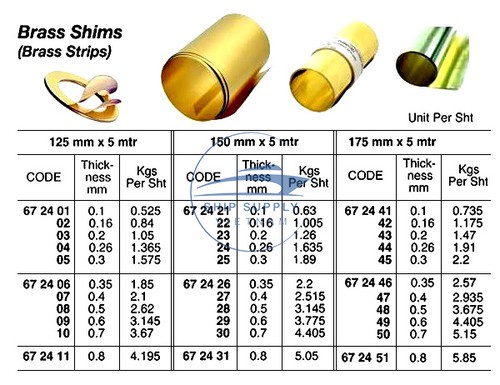 Brass Shims
(Brass Strips)
Unit Per Sht
125 mm x 5 mtr 150 mm x 5 mtr 175 mm x 5 mtr
CODE Thick-ness mm Kgs Per Sht CODE Thick-ness mm Kgs Per Sht CODE Thick-ness mm Kgs Per Sht
67 24 01 0.1 0.525 67 24 21 0.1 0.63 67 24 41 0.1 0.735
02 0.16 0.84 22 0.16 1.005 42 0.16 1.175
03 0.2 1.05 23 0.2 1.26 43 0.2 1.47
04 0.26 1.365 24 0.26 1.635 44 0.26 1.91
05 0.3 1.575 25 0.3 1.89 45 0.3 2.2
67 24 06 0.35 1.85 67 24 26 0.35 2.2 67 24 46 0.35 2.57
07 0.4 2.1 27 0.4 2.515 47 0.4 2.935
08 0.5 2.62 28 0.5 3.145 48 0.5 3.675
09 0.6 3.145 29 0.6 3.775 49 0.6 4.405
10 0.7 3.67 30 0.7 4.405 50 0.7 5.15
67 24 11 0.8 4.195 67 24 31 0.8 5.05 67 24 51 0.8 5.85
SHIP SUPPLY
VIETNAM